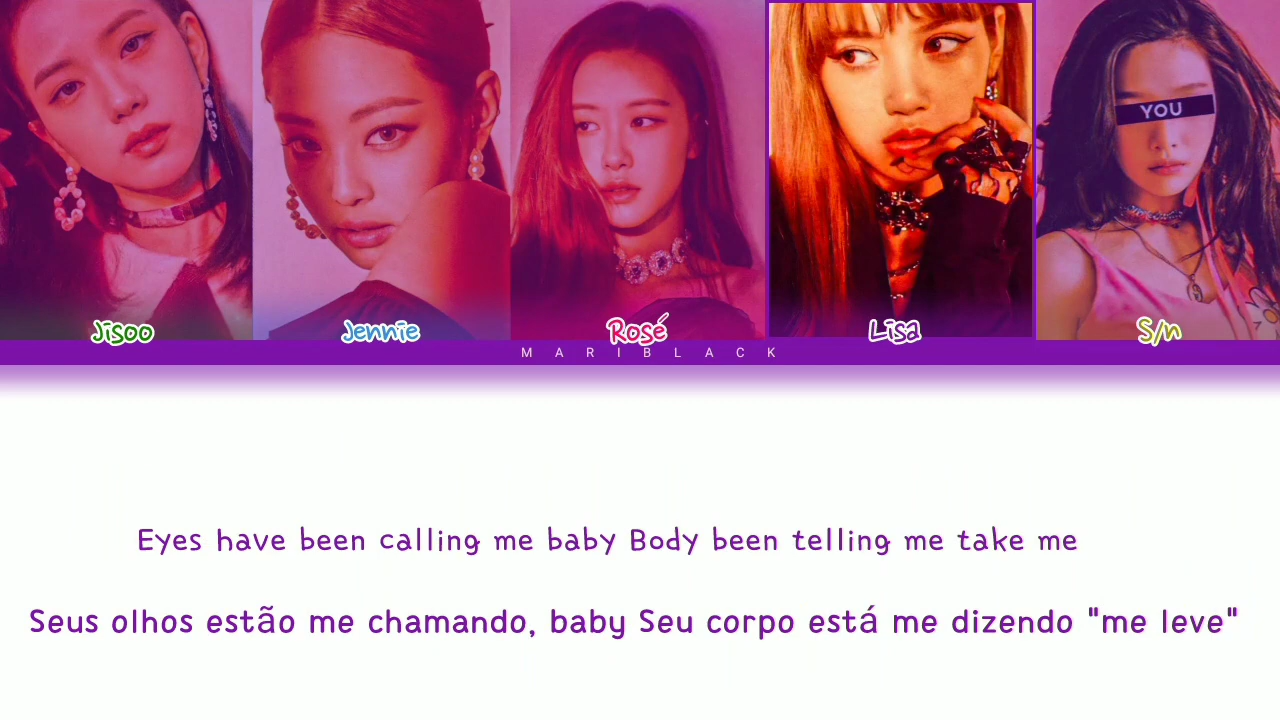 YOU
Jisoo
Jennie
Rosé
Lisa
S/n
MARIBLACK
Eyes have been calling me baby Body been telling me take me
Seus olhos estão me chamando, baby Seu corpo está me dizendo "me leve"